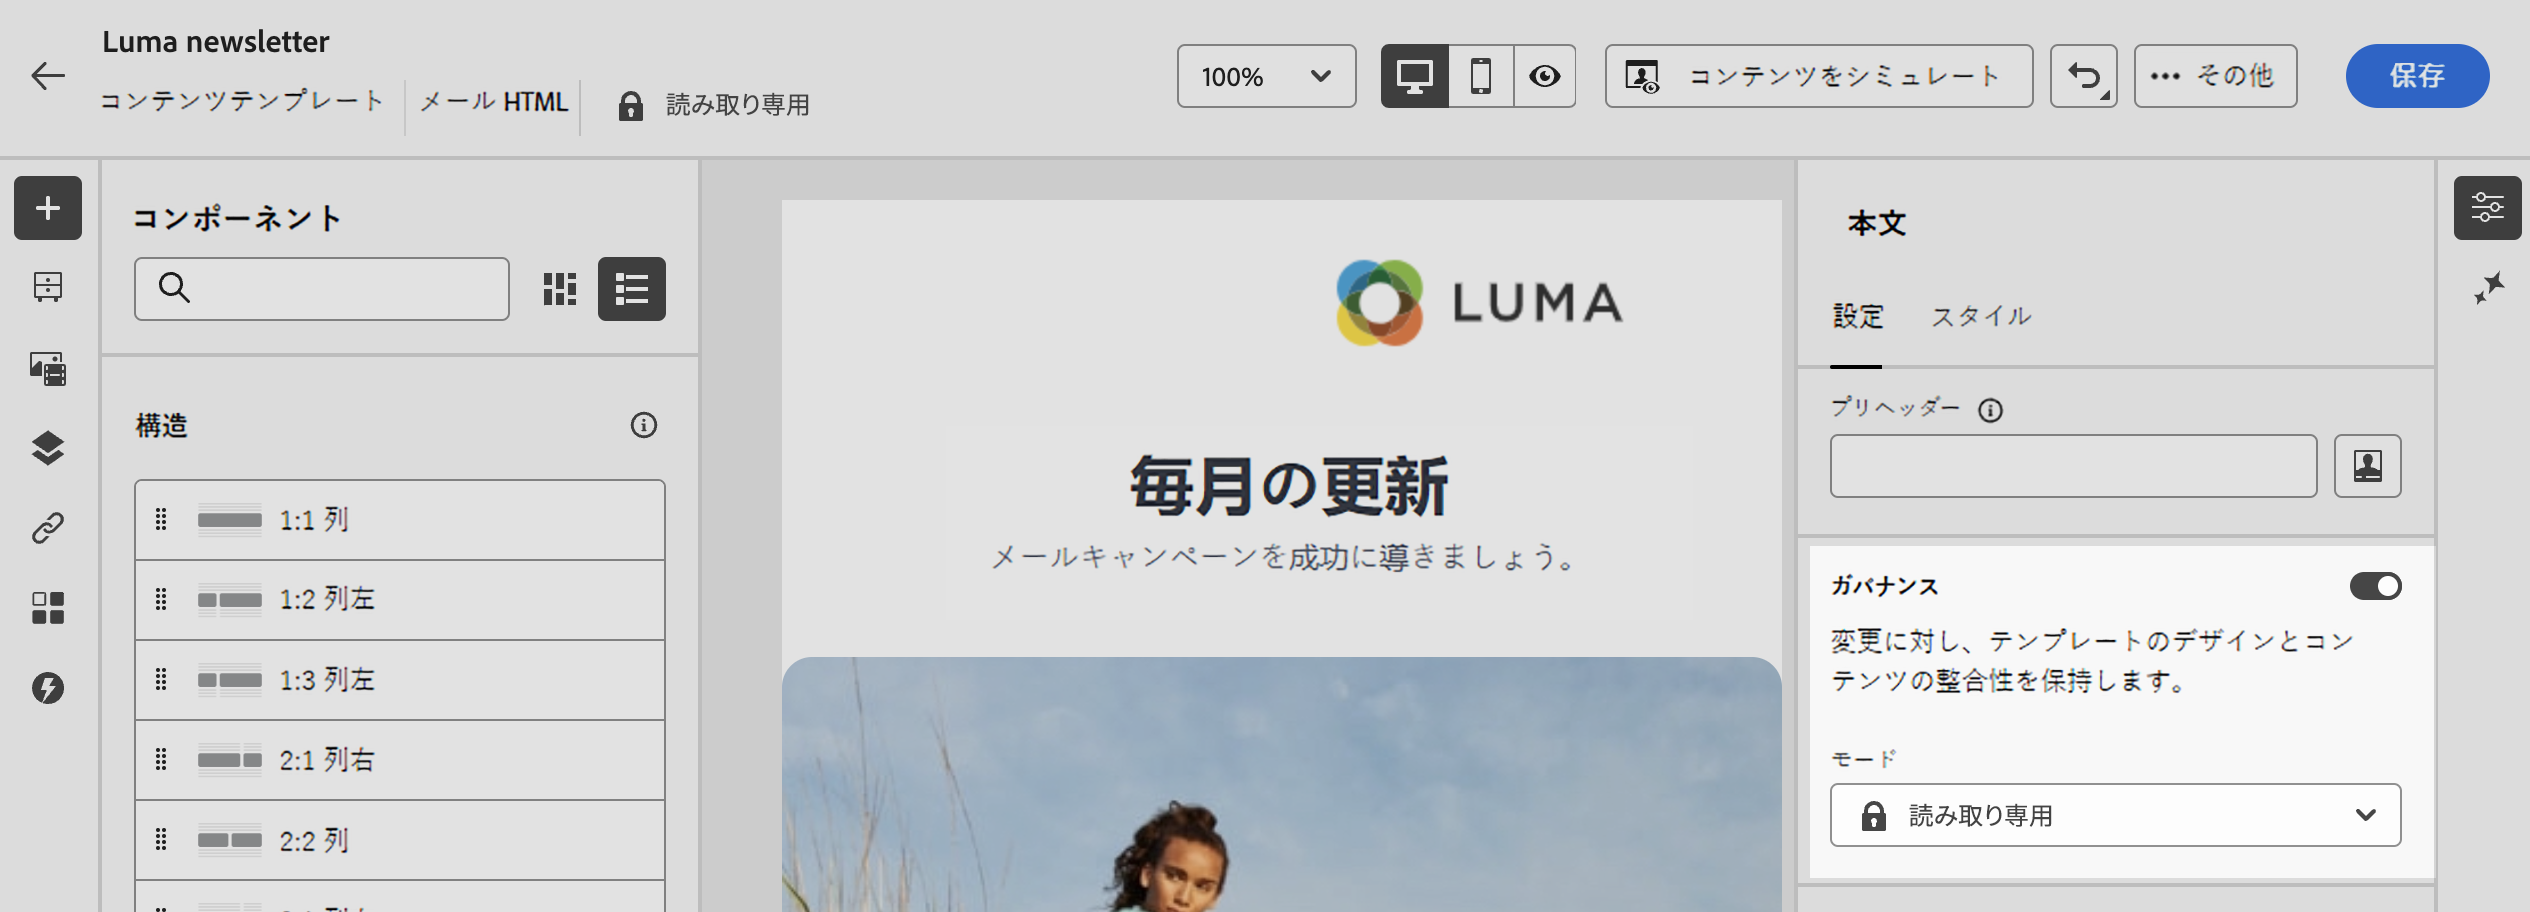 Luma newsletter
コンテンツテンプレート
メール HTML
読み取り専用
100%
コンテンツをシミュレート
その他
保存
コンポーネント
構造
1:1 列
1:2 列左
1:3 列左
2:1 列右
2:2 列
LUMA
毎月の更新
メールキャンペーンを成功に導きましょう。
本文
設定
スタイル
プリヘッダー
ガバナンス
変更に対し、テンプレートのデザインとコン
テンツの整合性を保持します。
モード
読み取り専用